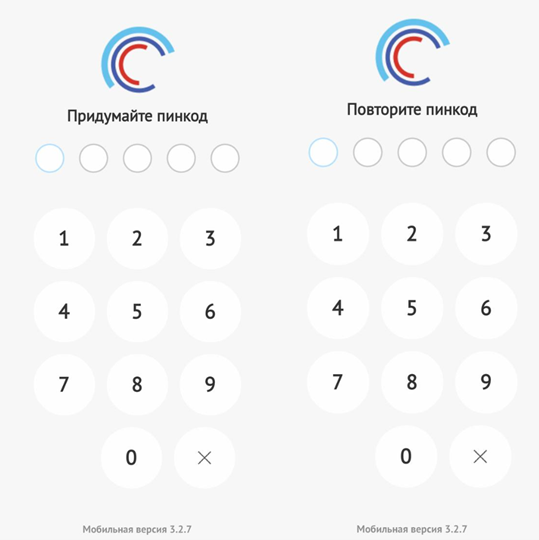 Придумайте пинкод
1 2 3
4 5 6
7 8 9
0 ×
Мобильная версия 3.2.7
Повторите пинкод
1 2 3
4 5 6
7 8 9
0 ×
Мобильная версия 3.2.7